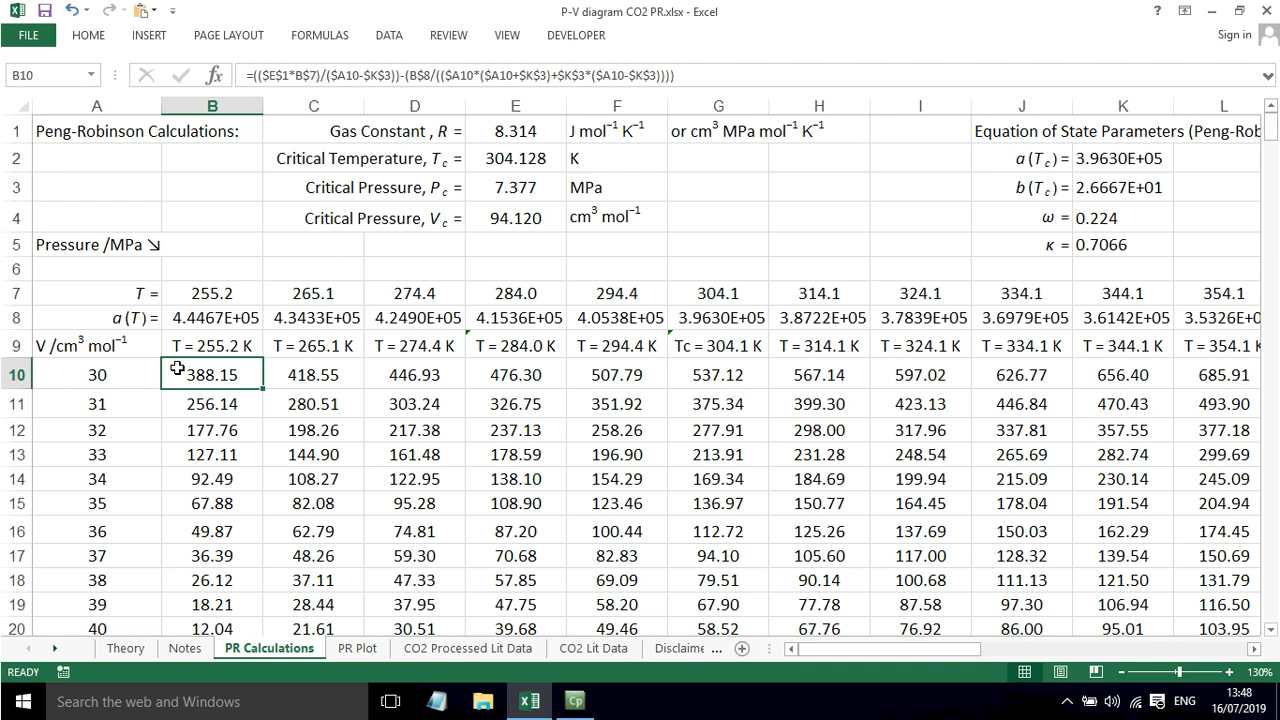 P-V diagram CO2 PR.xlsx - Excel
FILE HOME INSERT PAGE LAYOUT FORMULAS DATA REVIEW VIEW DEVELOPER Sign in
B10 fx =(($E$1*B$7)/($A10-$K$3))-(B$8/(($A10*($A10+$K$3)+$K$3*($A10-$K$3))))
A B C D E F G H I J K L
1 Peng-Robinson Calculations: Gas Constant , R = 8.314 J mol⁻¹ K⁻¹ or cm³ MPa mol⁻¹ K⁻¹ Equation of State Parameters (Peng-Rob
2 Critical Temperature, Tc = 304.128 K a (Tc) = 3.9630E+05
3 Critical Pressure, Pc = 7.377 MPa b (Tc) = 2.6667E+01
4 Critical Pressure, Vc = 94.120 cm³ mol⁻¹ ω = 0.224
5 Pressure /MPa ↘ κ = 0.7066
6
7 T = 255.2 265.1 274.4 284.0 294.4 304.1 314.1 324.1 334.1 344.1 354.1
8 a (T) = 4.4467E+05 4.3433E+05 4.2490E+05 4.1536E+05 4.0538E+05 3.9630E+05 3.8722E+05 3.7839E+05 3.6979E+05 3.6142E+05 3.5326E+0
9 V /cm³ mol⁻¹ T = 255.2 K T = 265.1 K T = 274.4 K T = 284.0 K T = 294.4 K Tc = 304.1 K T = 314.1 K T = 324.1 K T = 334.1 K T = 344.1 K T = 354.1 K
10 30 388.15 418.55 446.93 476.30 507.79 537.12 567.14 597.02 626.77 656.40 685.91
11 31 256.14 280.51 303.24 326.75 351.92 375.34 399.30 423.13 446.84 470.43 493.90
12 32 177.76 198.26 217.38 237.13 258.26 277.91 298.00 317.96 337.81 357.55 377.18
13 33 127.11 144.90 161.48 178.59 196.90 213.91 231.28 248.54 265.69 282.74 299.69
14 34 92.49 108.27 122.95 138.10 154.29 169.34 184.69 199.94 215.09 230.14 245.09
15 35 67.88 82.08 95.28 108.90 123.46 136.97 150.77 164.45 178.04 191.54 204.94
16 36 49.87 62.79 74.81 87.20 100.44 112.72 125.26 137.69 150.03 162.29 174.45
17 37 36.39 48.26 59.30 70.68 82.83 94.10 105.60 117.00 128.32 139.54 150.69
18 38 26.12 37.11 47.33 57.85 69.09 79.51 90.14 100.68 111.13 121.50 131.79
19 39 18.21 28.44 37.95 47.75 58.20 67.90 77.78 87.58 97.30 106.94 116.50
20 40 12.04 21.61 30.51 39.68 49.46 58.52 67.76 76.92 86.00 95.01 103.95
Theory Notes PR Calculations PR Plot CO2 Processed Lit Data CO2 Lit Data Disclaime ...
READY 130%
Search the web and Windows Cp ENG 13:48
16/07/2019